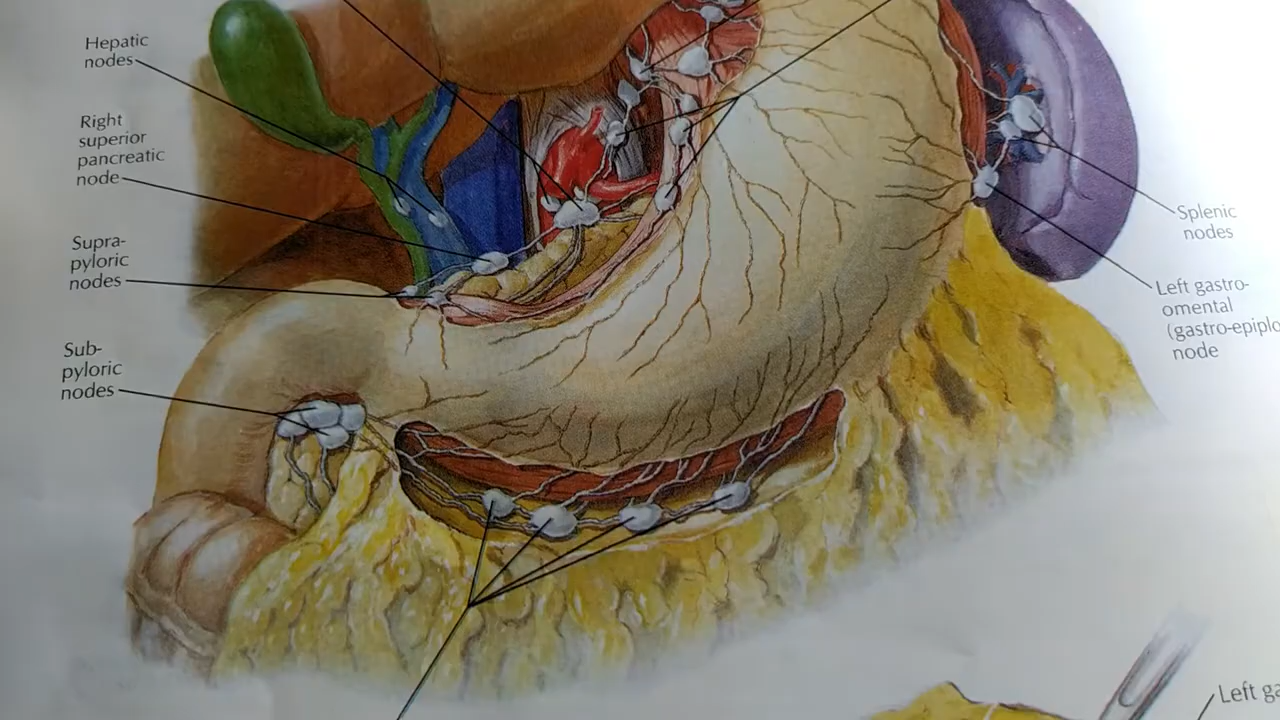 Hepatic
nodes
Right
superior
pancreatic
node
Supra-
pyloric
nodes
Sub-
pyloric
nodes
Splenic
nodes
Left gastro-
omental
(gastro-epiplo
node
Left ga